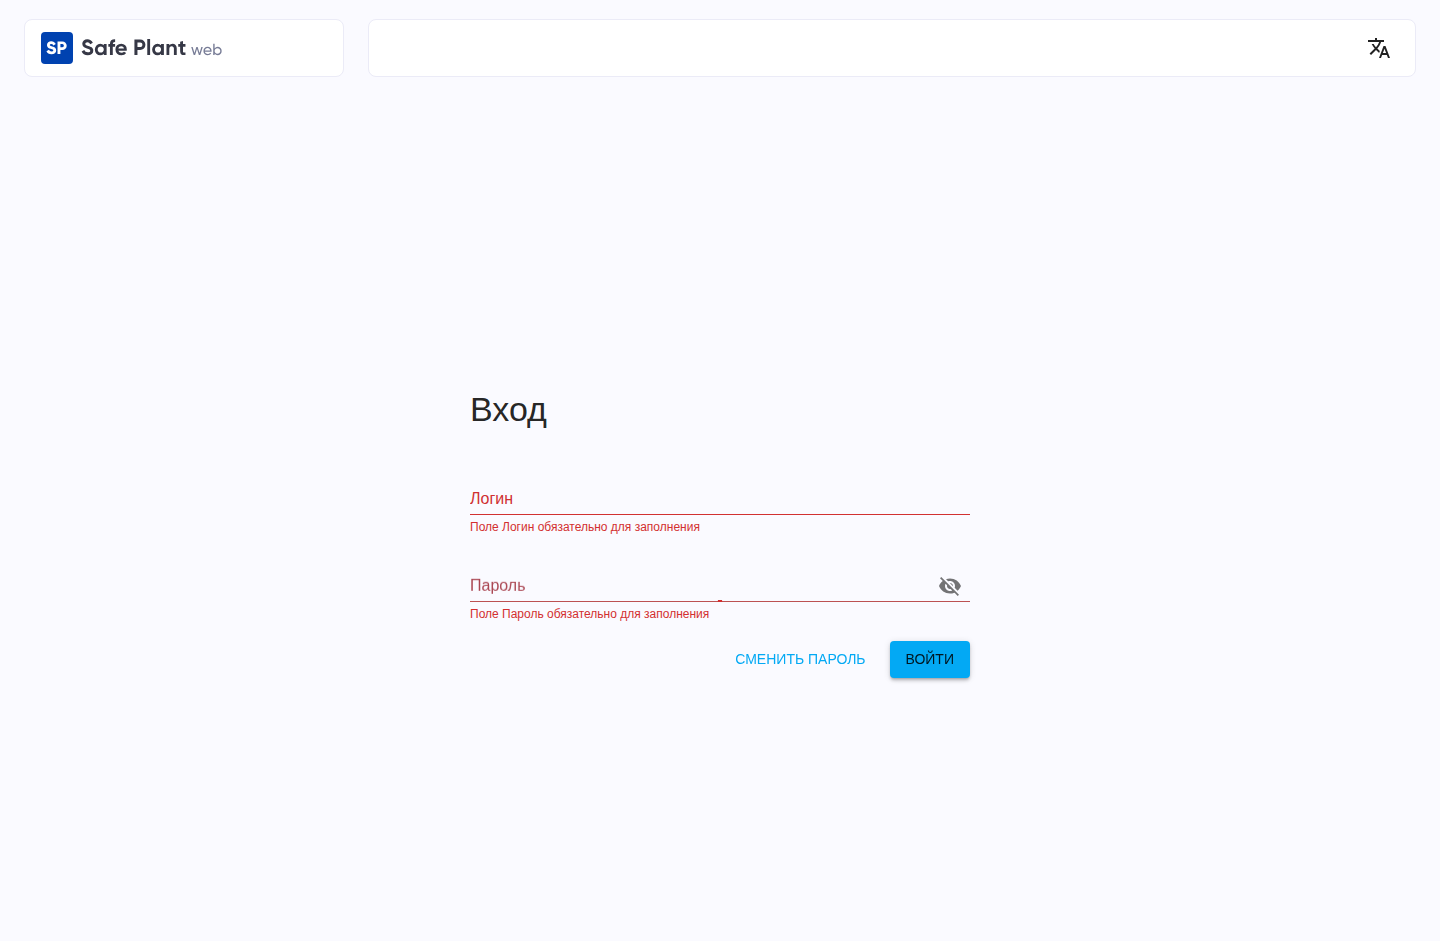 SP Safe Plant web
Вход
Логин
Поле Логин обязательно для заполнения
Пароль
Поле Пароль обязательно для заполнения
СМЕНИТЬ ПАРОЛЬ ВОЙТИ